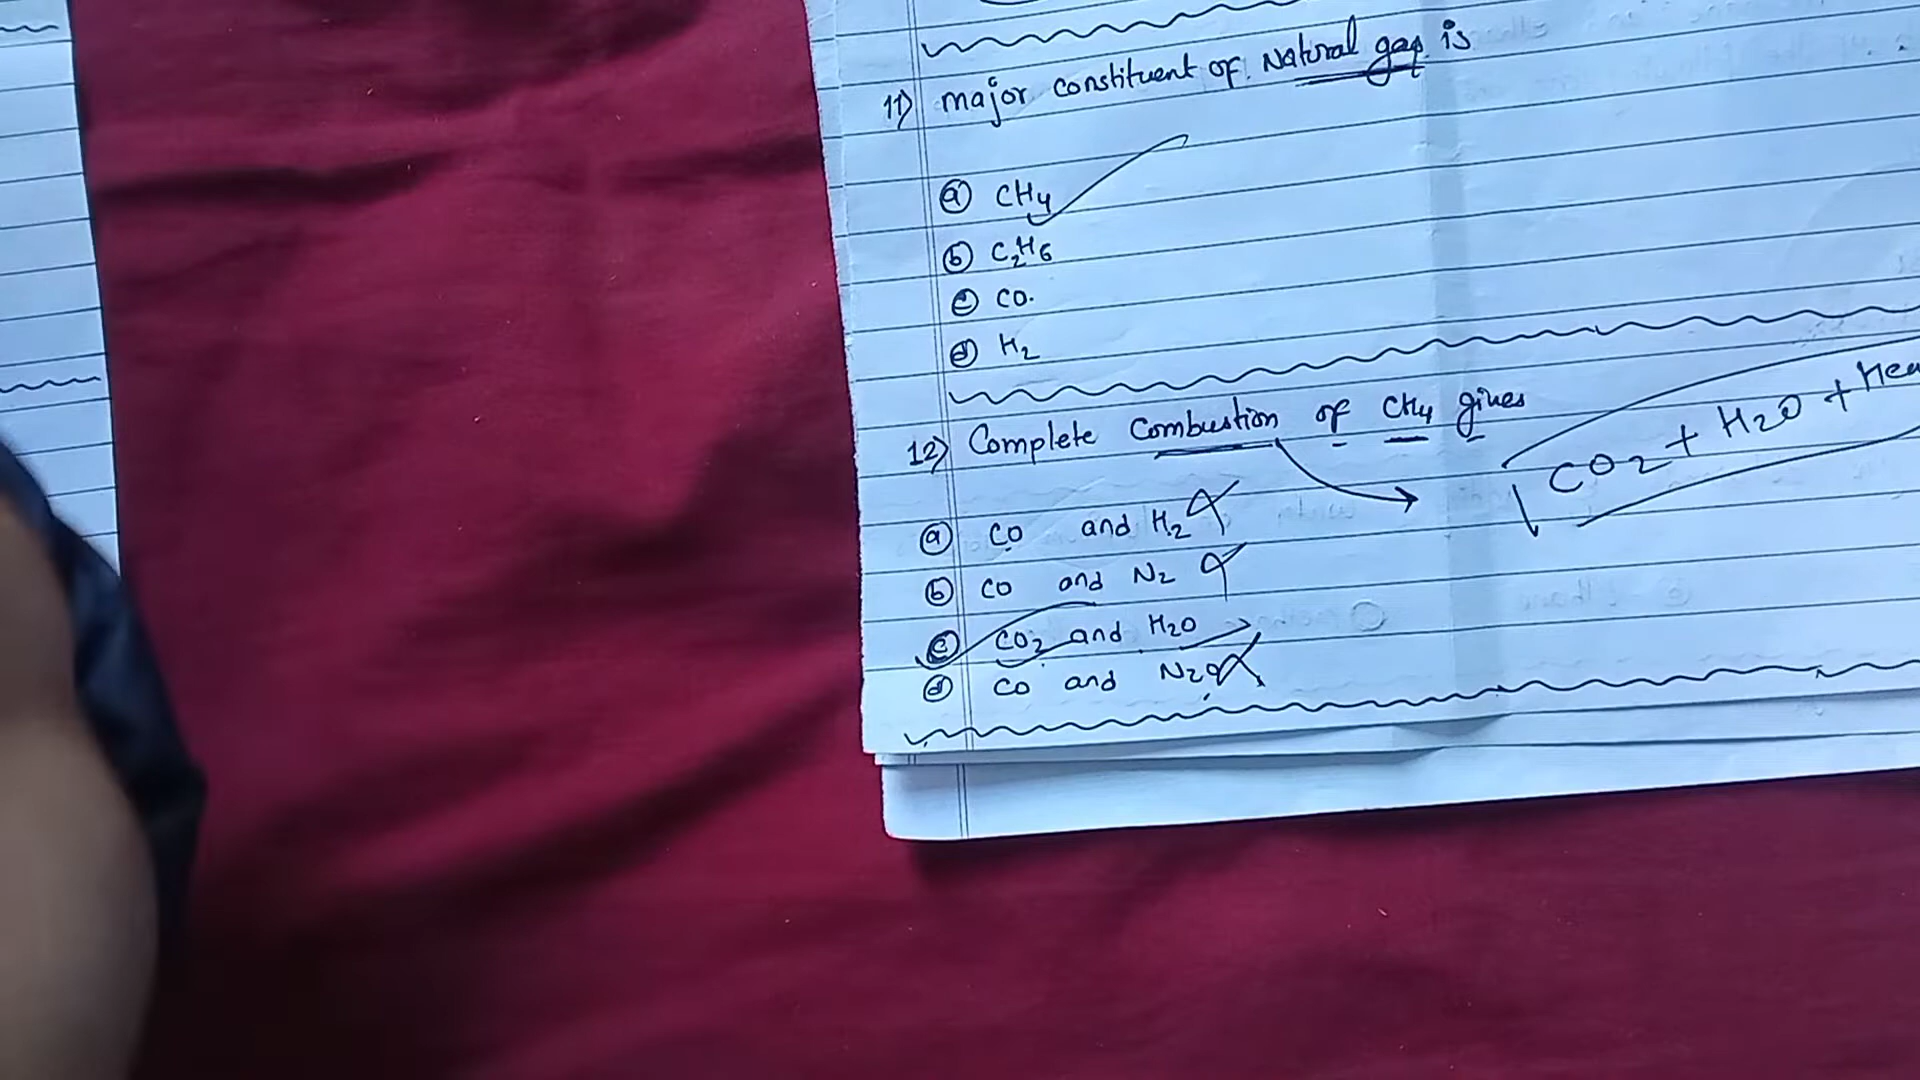 11) major constituent of Natural gas is
a CH4
b C2H6
c CO.
d H2
12) Complete Combustion of CH4 gives
CO2 + H2O + Hea
a CO and H2
b CO and N2
c CO2 and H2O
d CO and N2O